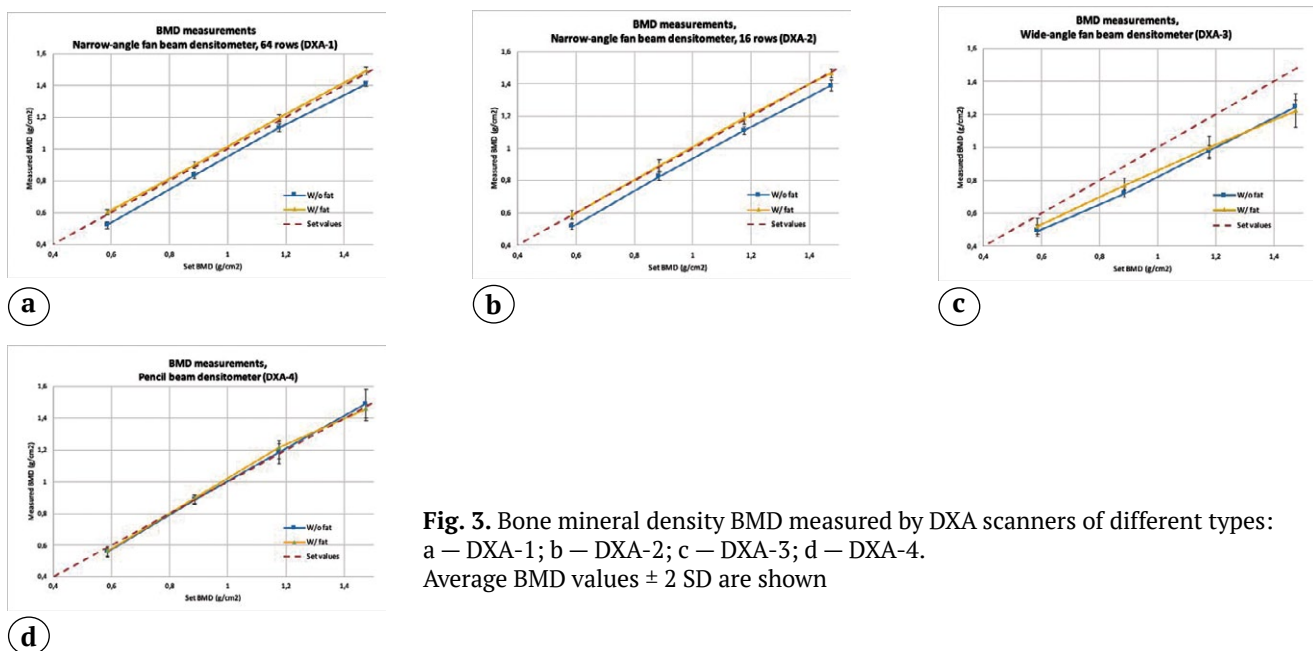 BMD measurements
Narrow-angle fan beam densitometer, 64 rows (DXA-1)
1,6
1,4
1,2
1
0,8
0,6
0,4
Measured BMD (g/cm2)
W/o fat
W/ fat
Set values
0,4 0,6 0,8 1 1,2 1,4
Set BMD (g/cm2)
a
BMD measurements,
Narrow-angle fan beam densitometer, 16 rows (DXA-2)
1,6
1,4
1,2
1
0,8
0,6
0,4
Measured BMD (g/cm2)
W/o fat
W/ fat
Set values
0,4 0,6 0,8 1 1,2 1,4
Set BMD (g/cm2)
b
BMD measurements,
Wide-angle fan beam densitometer (DXA-3)
1,6
1,4
1,2
1
0,8
0,6
0,4
Measured BMD (g/cm2)
W/o fat
W/ fat
Set values
0,4 0,6 0,8 1 1,2 1,4
Set BMD (g/cm2)
c
BMD measurements,
Pencil beam densitometer (DXA-4)
1,6
1,4
1,2
1
0,8
0,6
0,4
Measured BMD (g/cm2)
W/o fat
W/ fat
Set values
0,4 0,6 0,8 1 1,2 1,4
Set BMD (g/cm2)
d
Fig. 3. Bone mineral density BMD measured by DXA scanners of different types:
a — DXA-1; b — DXA-2; c — DXA-3; d — DXA-4.
Average BMD values ± 2 SD are shown